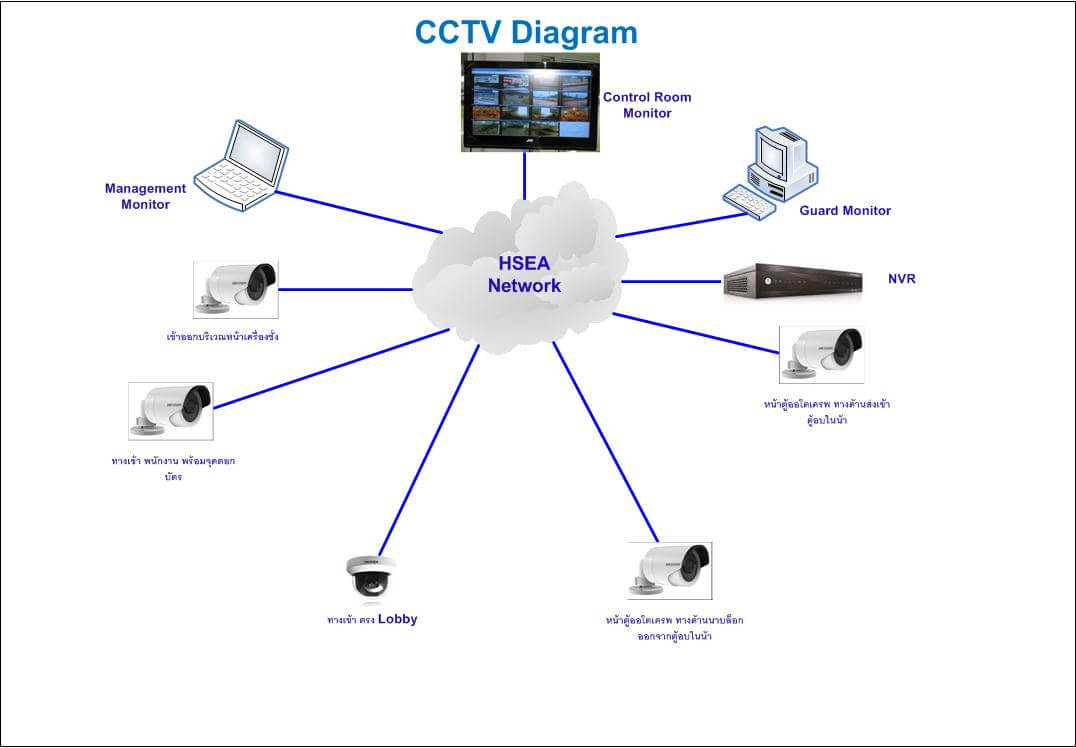 CCTV Diagram
Control Room
Monitor
Management
Monitor
Guard Monitor
HSEA
Network
NVR
เข้าออกบริเวณหน้าเครื่องชั่ง
หน้าตู้ออโตเครพ ทางด้านส่งเข้า
ตู้อบในน้ำ
ทางเข้า พนักงาน พร้อมจุดตอก
บัตร
ทางเข้า ตรง Lobby
หน้าตู้ออโตเครพ ทางด้านนาบล็อก
ออกจากตู้อบในน้ำ